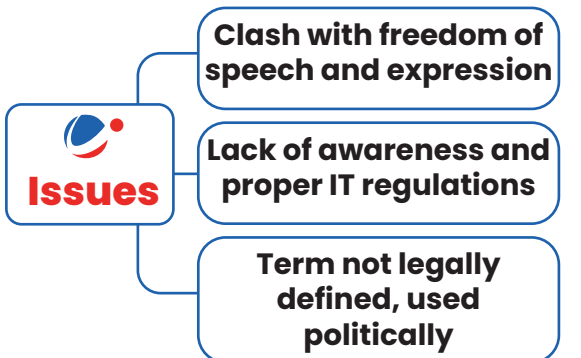 Issues
Clash with freedom of
speech and expression
Lack of awareness and
proper IT regulations
Term not legally
defined, used
politically